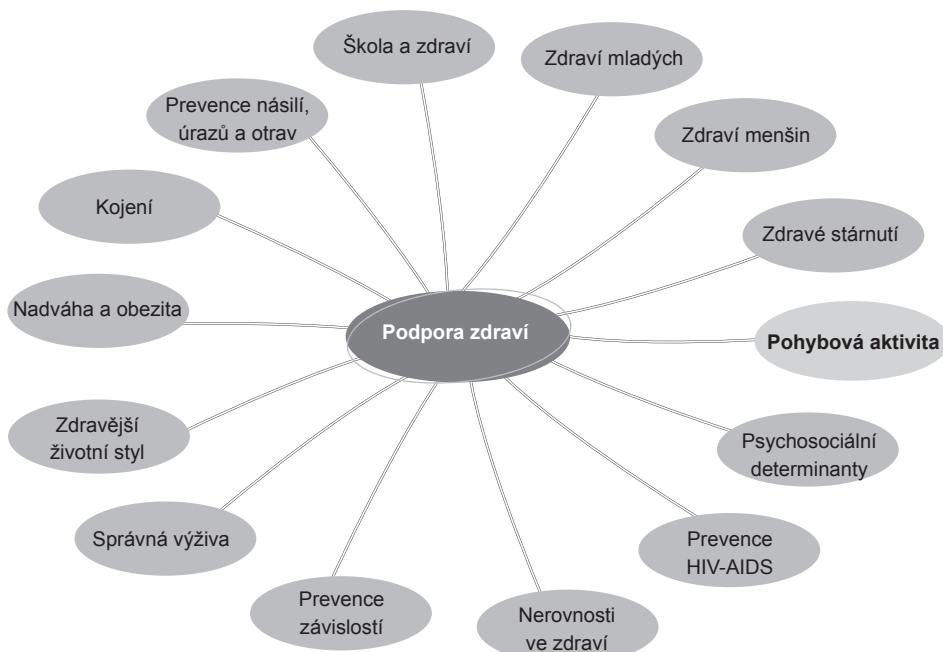 Škola a zdraví
Zdraví mladých
Prevence násilí,
úrazů a otrav
Zdraví menšin
Kojení
Zdravé stárnutí
Nadváha a obezita
Podpora zdraví
Pohybová aktivita
Zdravější
životní styl
Psychosociální
determinanty
Správná výživa
Prevence
HIV-AIDS
Prevence
závislostí
Nerovnosti
ve zdraví